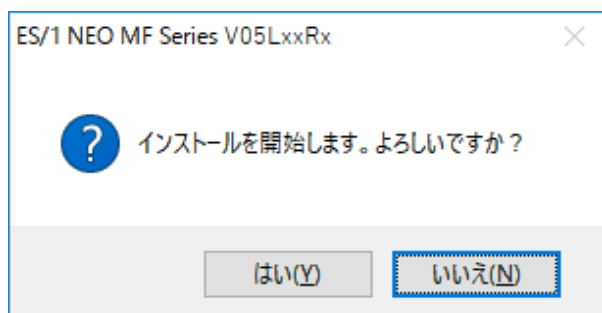 ES/1 NEO MF Series V05LxxRx
?
インストールを開始します。よろしいですか？
はい(Y)
いいえ(N)